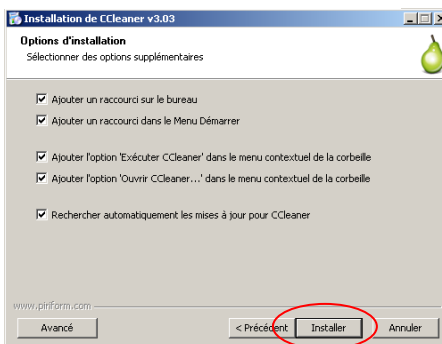 Installation de CCleaner v3.03
Options d'installation
Sélectionner des options supplémentaires
Ajouter un raccourci sur le bureau
Ajouter un raccourci dans le Menu Démarrer
Ajouter l'option 'Exécuter CCleaner' dans le menu contextuel de la corbeille
Ajouter l'option 'Ouvrir CCleaner...' dans le menu contextuel de la corbeille
Rechercher automatiquement les mises à jour pour CCleaner
www.piriform.com
Avancé < Précédent Installer Annuler